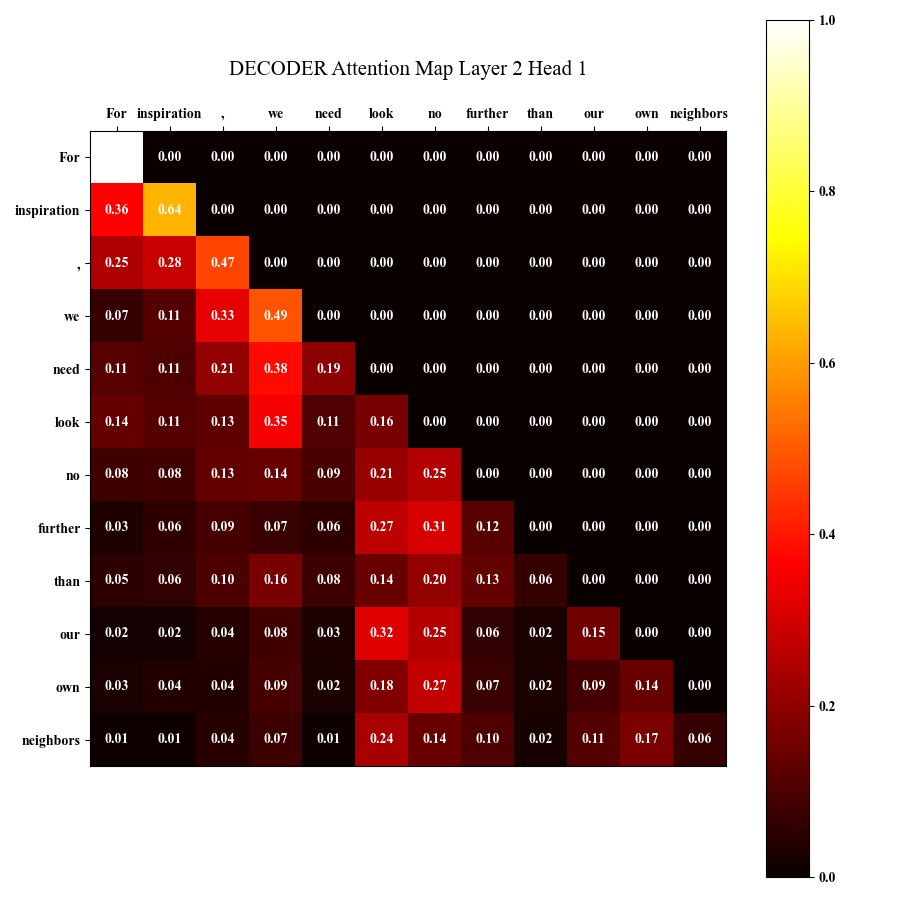 DECODER Attention Map Layer 2 Head 1
For inspiration , we need look no further than our own neighbors
For 0.00 0.00 0.00 0.00 0.00 0.00 0.00 0.00 0.00 0.00 0.00
inspiration 0.36 0.64 0.00 0.00 0.00 0.00 0.00 0.00 0.00 0.00 0.00 0.00
, 0.25 0.28 0.47 0.00 0.00 0.00 0.00 0.00 0.00 0.00 0.00 0.00
we 0.07 0.11 0.33 0.49 0.00 0.00 0.00 0.00 0.00 0.00 0.00 0.00
need 0.11 0.11 0.21 0.38 0.19 0.00 0.00 0.00 0.00 0.00 0.00 0.00
look 0.14 0.11 0.13 0.35 0.11 0.16 0.00 0.00 0.00 0.00 0.00 0.00
no 0.08 0.08 0.13 0.14 0.09 0.21 0.25 0.00 0.00 0.00 0.00 0.00
further 0.03 0.06 0.09 0.07 0.06 0.27 0.31 0.12 0.00 0.00 0.00 0.00
than 0.05 0.06 0.10 0.16 0.08 0.14 0.20 0.13 0.06 0.00 0.00 0.00
our 0.02 0.02 0.04 0.08 0.03 0.32 0.25 0.06 0.02 0.15 0.00 0.00
own 0.03 0.04 0.04 0.09 0.02 0.18 0.27 0.07 0.02 0.09 0.14 0.00
neighbors 0.01 0.01 0.04 0.07 0.01 0.24 0.14 0.10 0.02 0.11 0.17 0.06
1.0
0.8
0.6
0.4
0.2
0.0